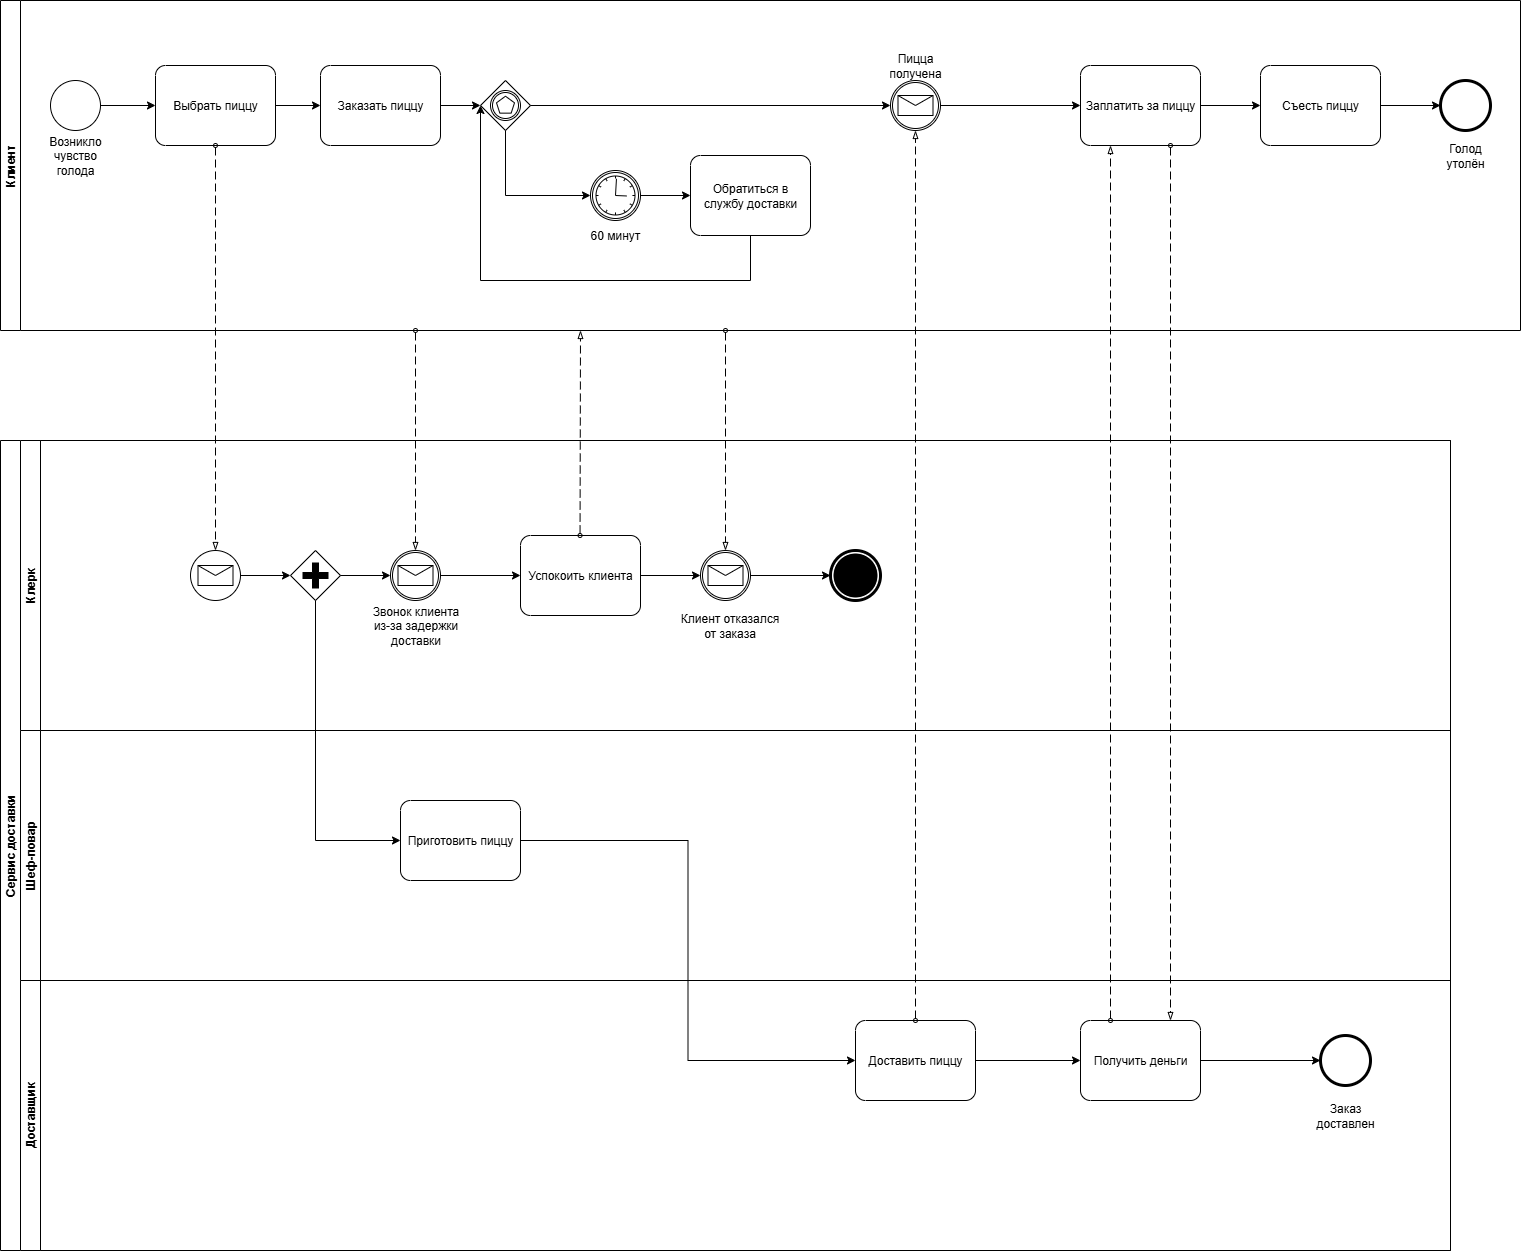 Клиент
Возникло
чувство
голода
Выбрать пиццу
Заказать пиццу
60 минут
Обратиться в
службу доставки
Пицца
получена
Заплатить за пиццу
Съесть пиццу
Голод
утолён
Сервис доставки
Клерк
Звонок клиента
из-за задержки
доставки
Успокоить клиента
Клиент отказался
от заказа
Шеф-повар
Приготовить пиццу
Доставщик
Доставить пиццу
Получить деньги
Заказ
доставлен